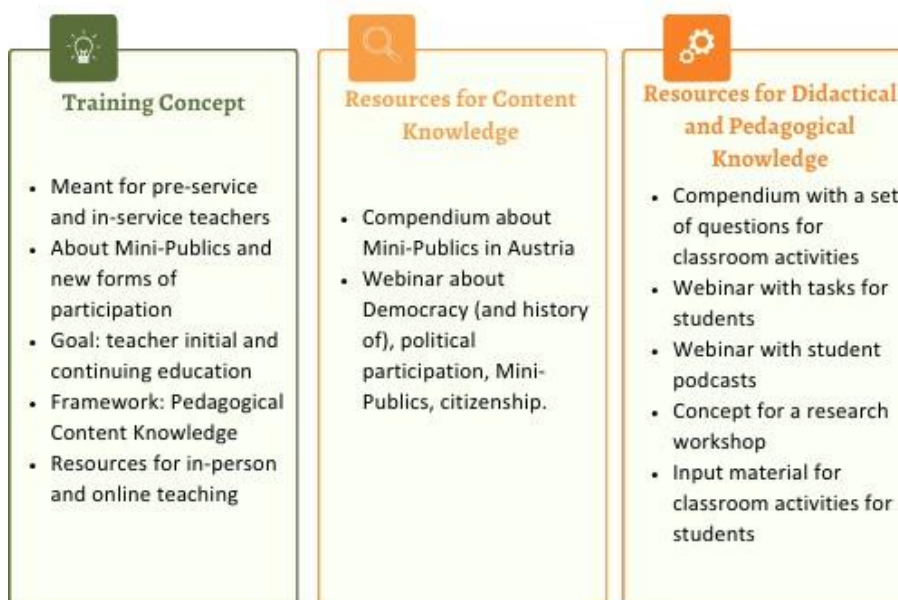 Training Concept
• Meant for pre-service
and in-service teachers
• About Mini-Publics and
new forms of
participation
• Goal: teacher initial and
continuing education
• Framework: Pedagogical
Content Knowledge
• Resources for in-person
and online teaching
Resources for Content
Knowledge
• Compendium about
Mini-Publics in Austria
• Webinar about
Democracy (and history
of), political
participation, Mini-
Publics, citizenship.
Resources for Didactical
and Pedagogical
Knowledge
• Compendium with a set
of questions for
classroom activities
• Webinar with tasks for
students
• Webinar with student
podcasts
• Concept for a research
workshop
• Input material for
classroom activities for
students